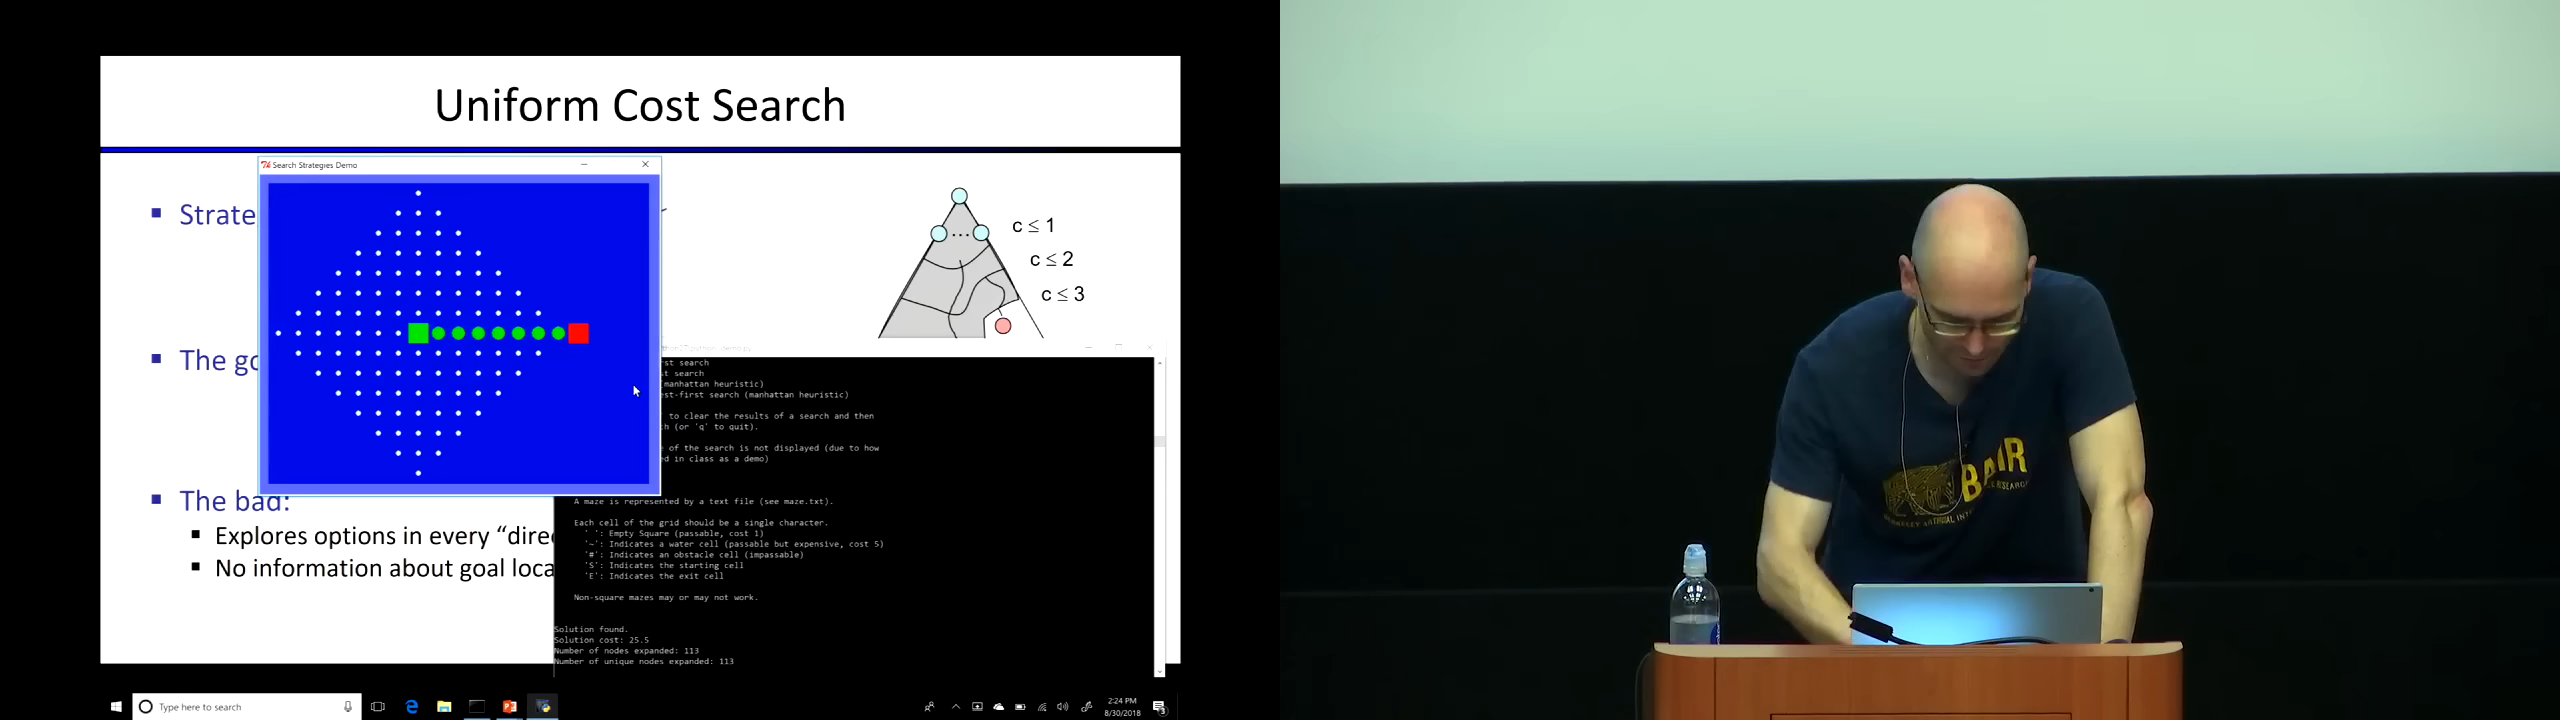 Uniform Cost Search
Search Strategies Demo
Strate
c ≤ 1
c ≤ 2
c ≤ 3
The go
st search
st search
(manhattan heuristic)
est-first search (manhattan heuristic)
to clear the results of a search and then
h (or 'q' to quit).
e of the search is not displayed (due to how
ed in class as a demo)
The bad:
Explores options in every “direc
No information about goal loca
A maze is represented by a text file (see maze.txt).
Each cell of the grid should be a single character.
' ': Empty Square (passable, cost 1)
'~': Indicates a water cell (passable but expensive, cost 5)
'#': Indicates an obstacle cell (impassable)
'S': Indicates the starting cell
'E': Indicates the exit cell
Non-square mazes may or may not work.
Solution found.
Solution cost: 25.5
Number of nodes expanded: 113
Number of unique nodes expanded: 113
Type here to search
2:24 PM
8/30/2018
BAIR
RESEARCH
BERKELEY ARTIFICIAL INT